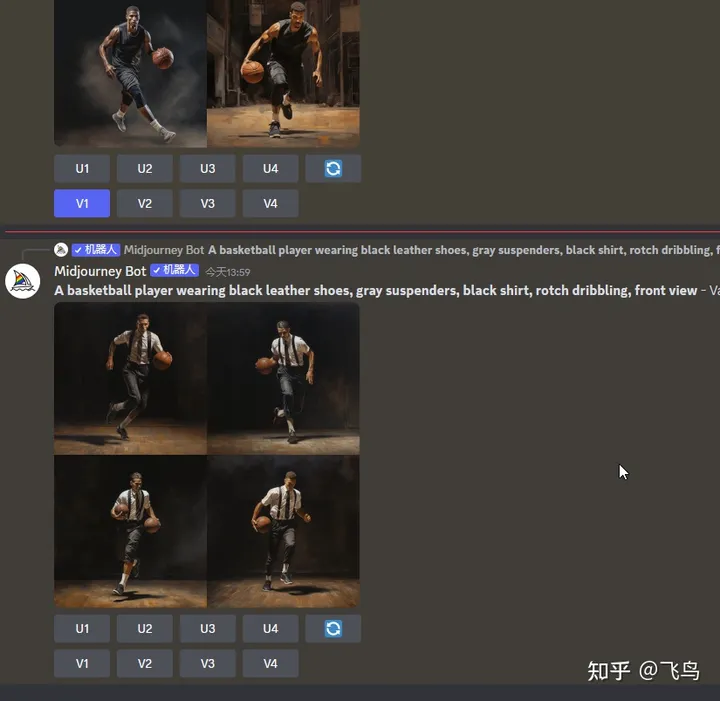 U1 U2 U3 U4
V1 V2 V3 V4
✓ 机器人 Midjourney Bot A basketball player wearing black leather shoes, gray suspenders, black shirt, rotch dribbling, f
Midjourney Bot ✓ 机器人 今天13:59
A basketball player wearing black leather shoes, gray suspenders, black shirt, rotch dribbling, front view - Va
U1 U2 U3 U4
V1 V2 V3 V4
知乎 @飞鸟